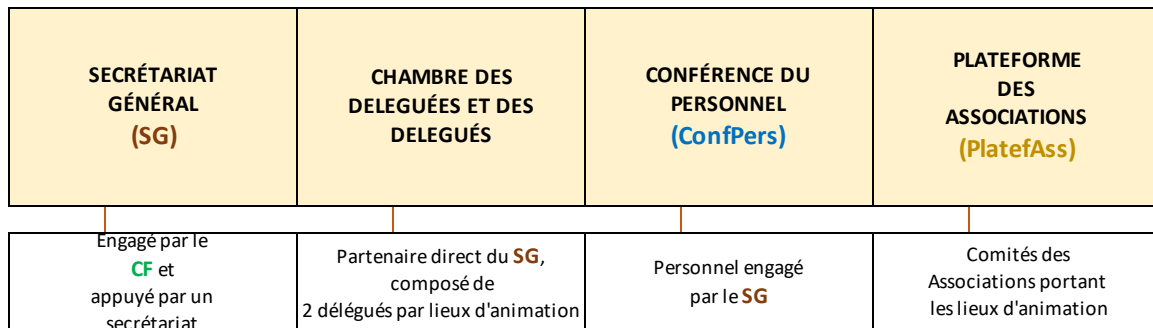 SECRÉTARIAT
GÉNÉRAL
(SG)
CHAMBRE DES
DELEGUÉES ET DES
DELEGUÉS
CONFÉRENCE DU
PERSONNEL
(ConfPers)
PLATEFORME
DES
ASSOCIATIONS
(PlatefAss)
Engagé par le
CF et
appuyé par un
secrétariat
Partenaire direct du SG,
composé de
2 délégués par lieux d'animation
Personnel engagé
par le SG
Comités des
Associations portant
les lieux d'animation